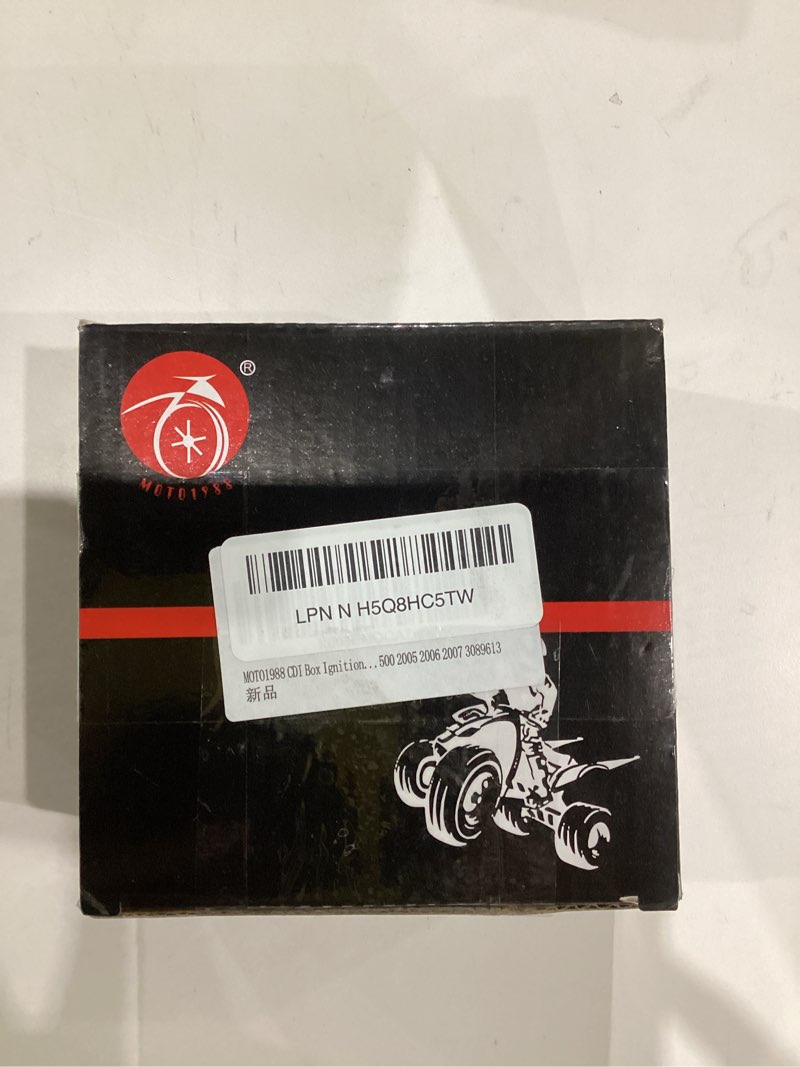 ®
MOTO1988
LPN N H5Q8HC5TW
MOTO1988 CDI Box Ignition...500 2005 2006 2007 3089613
新品